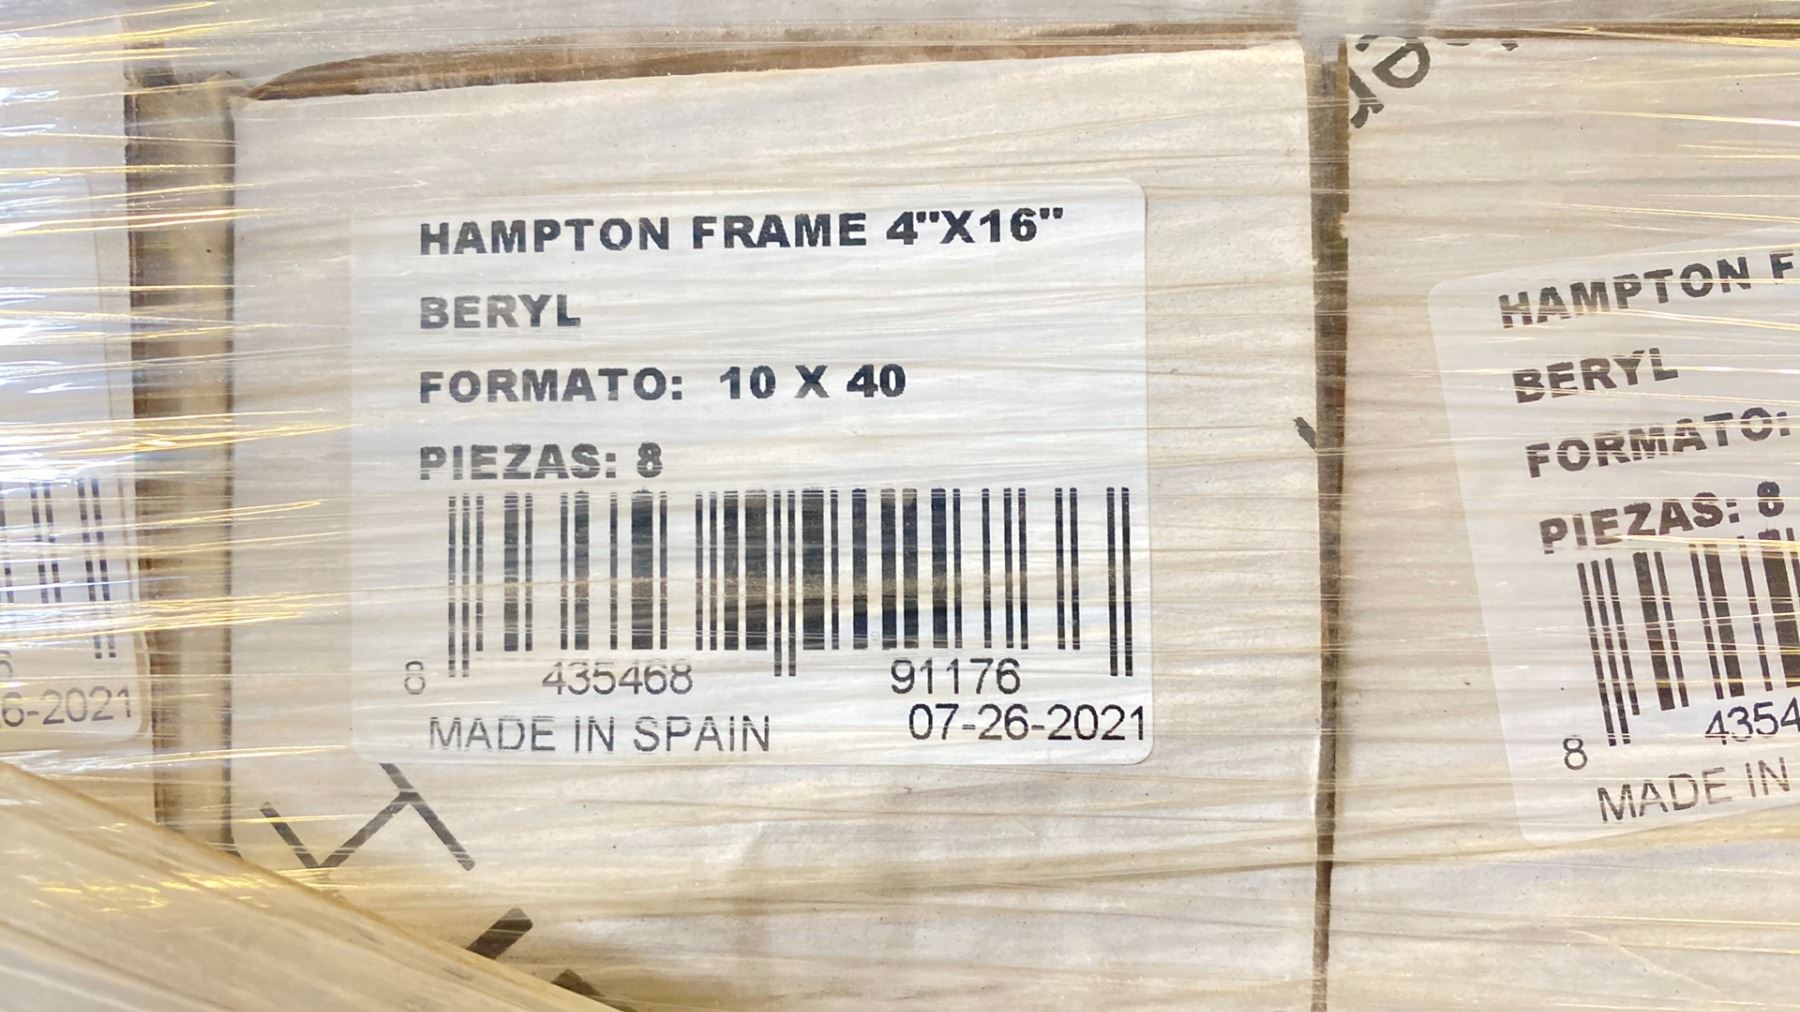 HAMPTON FRAME 4"X16"
BERYL
FORMATO: 10 X 40
PIEZAS: 8
8 435468 91176
MADE IN SPAIN 07-26-2021
6-2021
HAMPTON F
BERYL
FORMATO:
PIEZAS: 8
8 4354
MADE IN